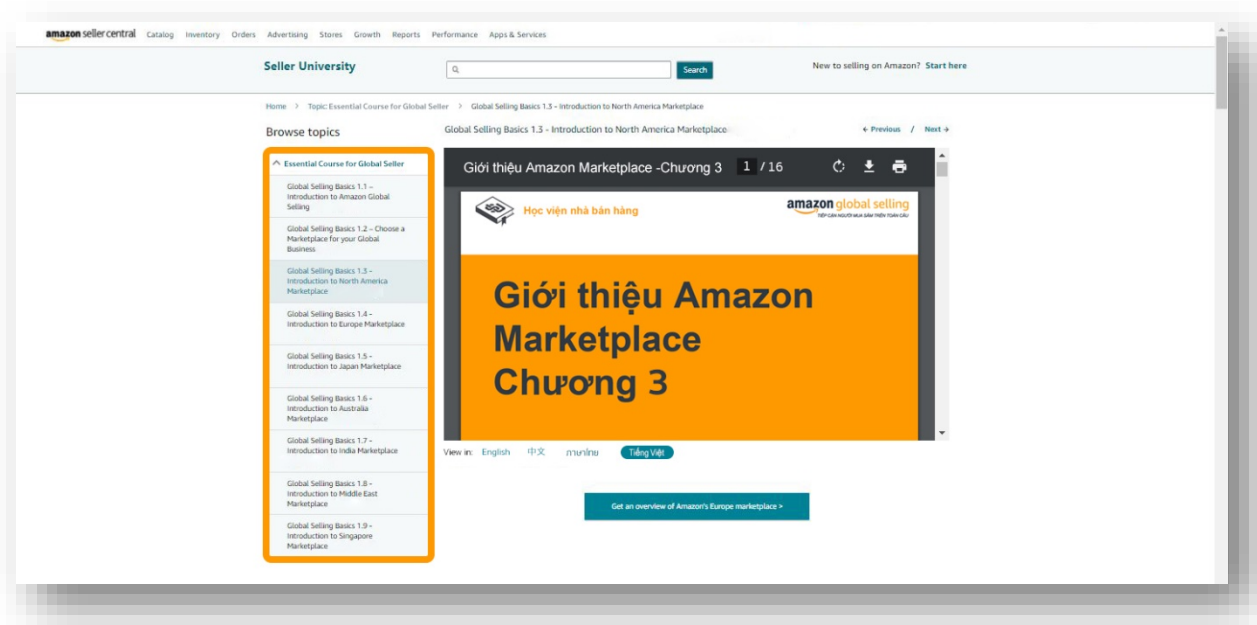 amazon seller central Catalog Inventory Orders Advertising Stores Growth Reports Performance Apps & Services
Seller University
Search
New to selling on Amazon? Start here
Home > Topic: Essential Course for Global Seller > Global Selling Basics 1.3 - Introduction to North America Marketplace
Browse topics
Essential Course for Global Seller
Global Selling Basics 1.1 –
Introduction to Amazon Global
Selling
Global Selling Basics 1.2 – Choose a
Marketplace for your Global
Business
Global Selling Basics 1.3 –
Introduction to North America
Marketplace
Global Selling Basics 1.4 –
Introduction to Europe Marketplace
Global Selling Basics 1.5 -
Introduction to Japan Marketplace
Global Selling Basics 1.6 -
Introduction to Australia
Marketplace
Global Selling Basics 1.7 -
Introduction to India Marketplace
Global Selling Basics 1.8 -
Introduction to Middle East
Marketplace
Global Selling Basics 1.9 -
Introduction to Singapore
Marketplace
Global Selling Basics 1.3 - Introduction to North America Marketplace
← Previous / Next →
Giới thiệu Amazon Marketplace -Chương 3 1 / 16
Học viện nhà bán hàng
amazon global selling
TIẾP CẬN NGƯỜI MUA SẮM TRÊN TOÀN CẦU
Giới thiệu Amazon
Marketplace
Chương 3
View in: English 中文 ภาษาไทย Tiếng Việt
Get an overview of Amazon's Europe marketplace >